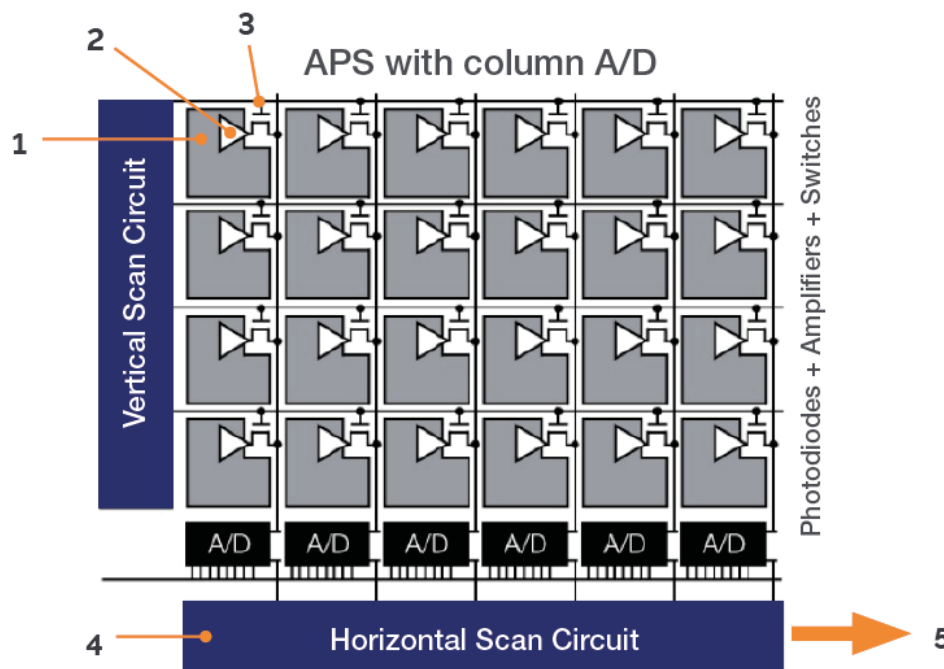 3
2
APS with column A/D
1
Vertical Scan Circuit
Photodiodes + Amplifiers + Switches
A/D A/D A/D A/D A/D A/D
4
Horizontal Scan Circuit
5